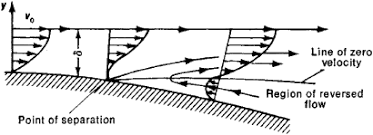 y
v₀
δ
Line of zero
velocity
Region of reversed
flow
Point of separation